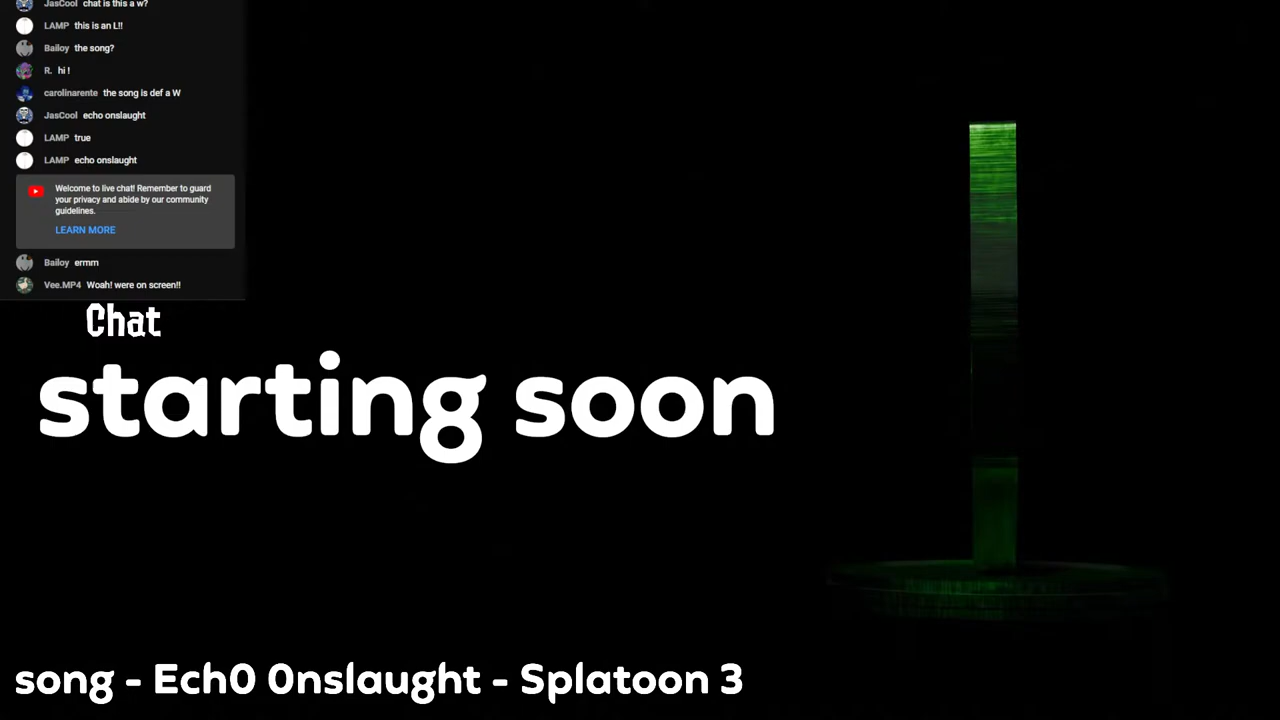 JasCool chat is this a w?
LAMP this is an L!!
Bailoy the song?
R. hi !
carolinarente the song is def a W
JasCool echo onslaught
LAMP true
LAMP echo onslaught
Welcome to live chat! Remember to guard
your privacy and abide by our community
guidelines.
LEARN MORE
Bailoy ermm
Vee.MP4 Woah! were on screen!!
Chat
starting soon
song - Ech0 0nslaught - Splatoon 3